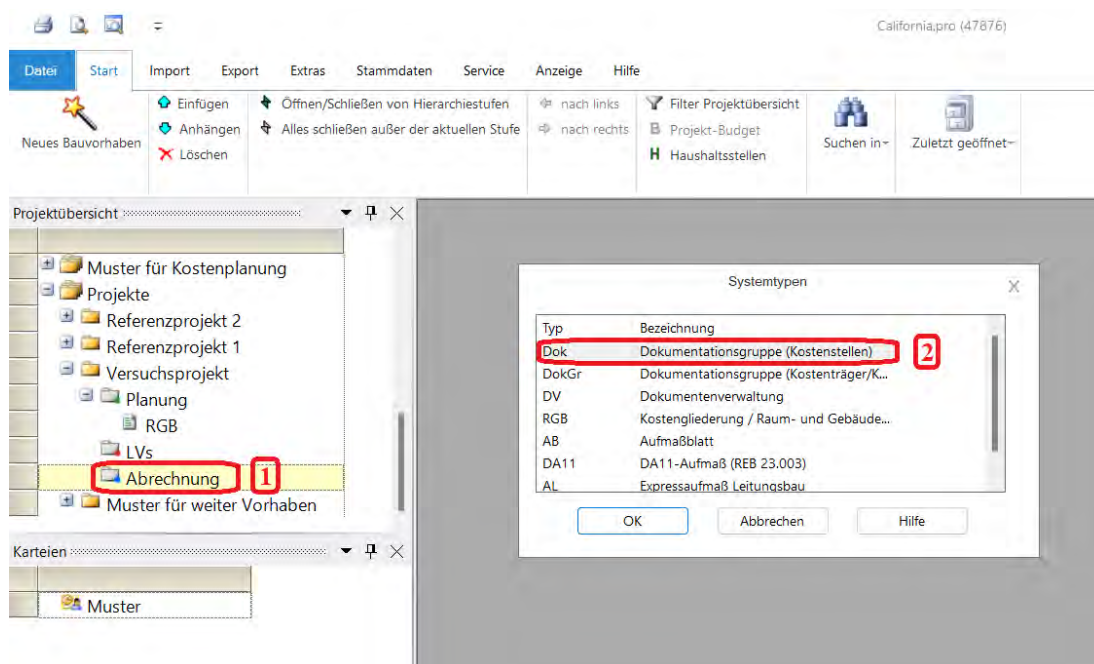 California.pro (47876)
Datei Start Import Export Extras Stammdaten Service Anzeige Hilfe
Neues Bauvorhaben
Einfügen
Anhängen
Löschen
Öffnen/Schließen von Hierarchiestufen
Alles schließen außer der aktuellen Stufe
nach links
nach rechts
Filter Projektübersicht
B Projekt-Budget
H Haushaltsstellen
Suchen in
Zuletzt geöffnet
Projektübersicht
Muster für Kostenplanung
Projekte
Referenzprojekt 2
Referenzprojekt 1
Versuchsprojekt
Planung
RGB
LVs
Abrechnung 1
Muster für weiter Vorhaben
Karteien
Muster
Systemtypen
Typ Bezeichnung
Dok Dokumentationsgruppe (Kostenstellen) 2
DokGr Dokumentationsgruppe (Kostenträger/K...
DV Dokumentenverwaltung
RGB Kostengliederung / Raum- und Gebäude...
AB Aufmaßblatt
DA11 DA11-Aufmaß (REB 23.003)
AL Expressaufmaß Leitungsbau
OK Abbrechen Hilfe